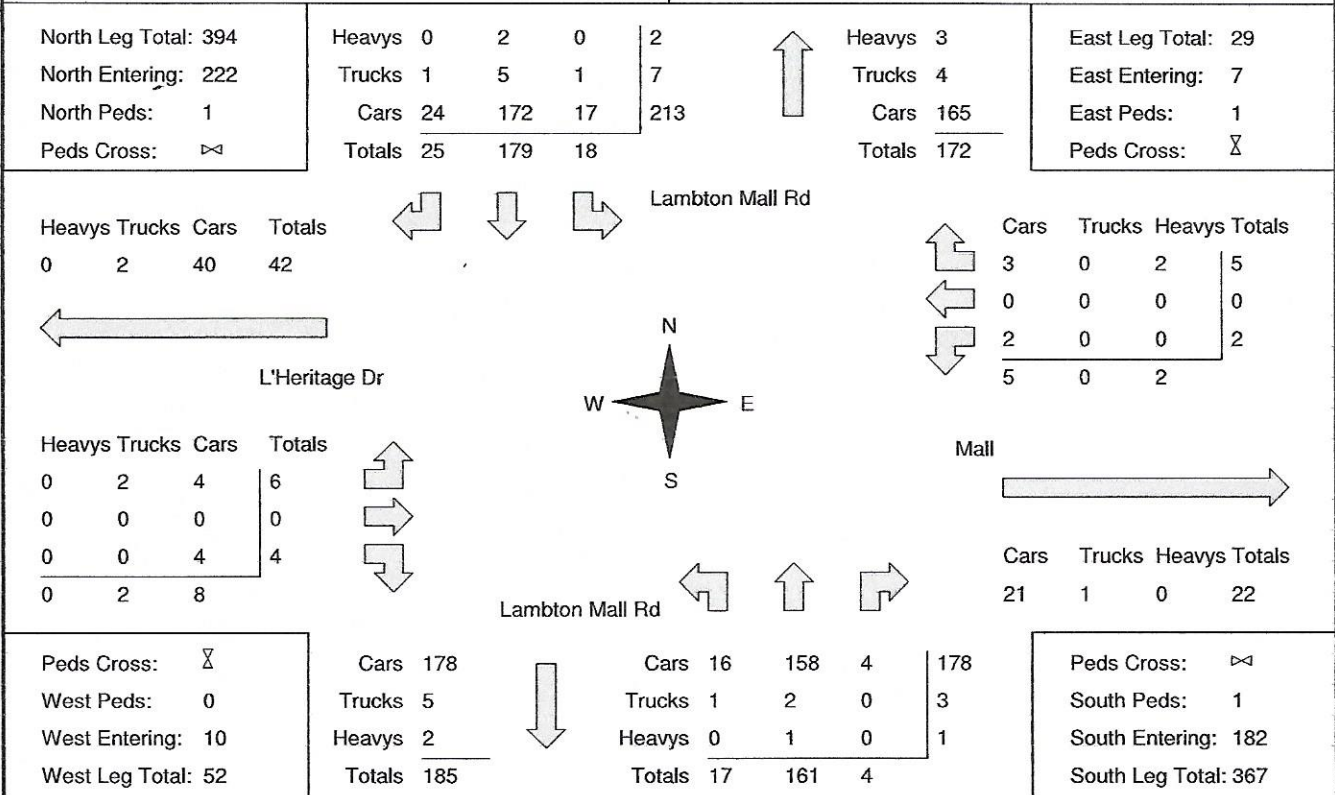 North Leg Total: 394
North Entering: 222
North Peds: 1
Peds Cross: ⋈
Heavys 0 2 0 2
Trucks 1 5 1 7
Cars 24 172 17 213
Totals 25 179 18
Heavys 3
Trucks 4
Cars 165
Totals 172
East Leg Total: 29
East Entering: 7
East Peds: 1
Peds Cross: ⧖
Lambton Mall Rd
Heavys Trucks Cars Totals
0 2 40 42
Cars Trucks Heavys Totals
3 0 2 5
0 0 0 0
2 0 0 2
5 0 2
L'Heritage Dr
N
W E
S
Heavys Trucks Cars Totals
0 2 4 6
0 0 0 0
0 0 4 4
0 2 8
Mall
Cars Trucks Heavys Totals
21 1 0 22
Lambton Mall Rd
Peds Cross: ⧖
West Peds: 0
West Entering: 10
West Leg Total: 52
Cars 178
Trucks 5
Heavys 2
Totals 185
Cars 16 158 4 178
Trucks 1 2 0 3
Heavys 0 1 0 1
Totals 17 161 4
Peds Cross: ⋈
South Peds: 1
South Entering: 182
South Leg Total: 367